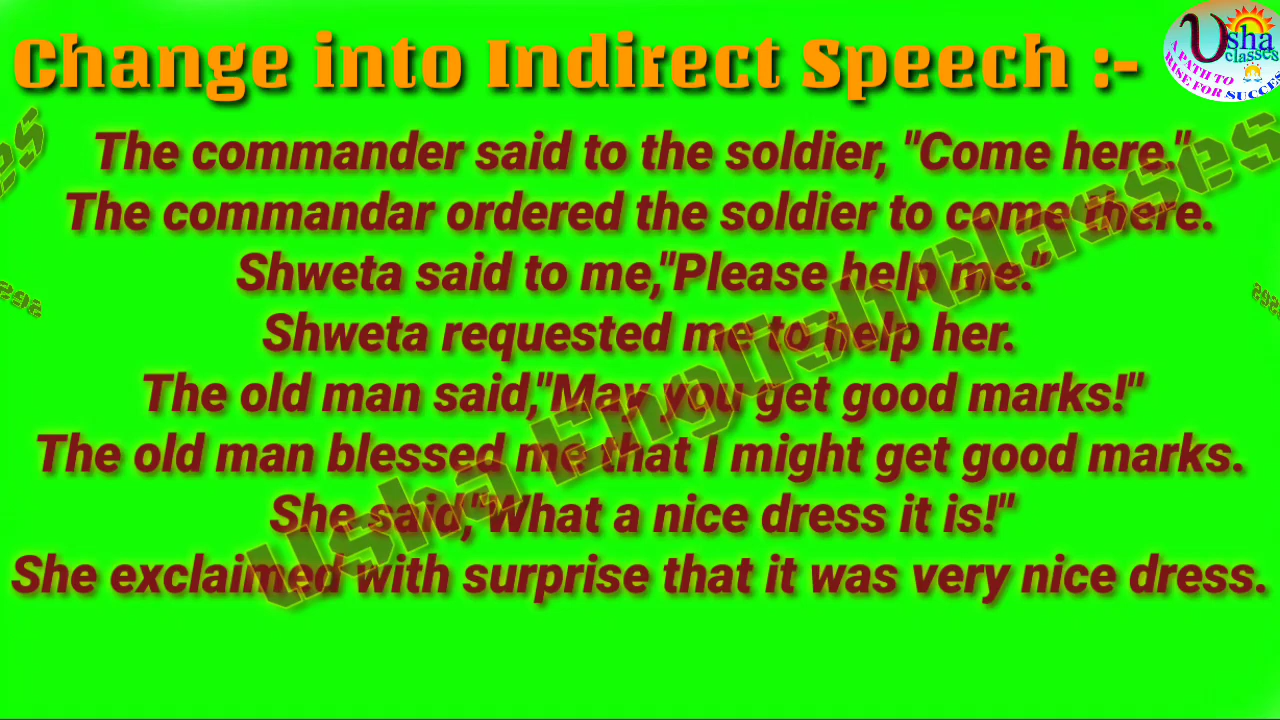 Change into Indirect Speech :-
Usha
classes
A PATH TO
RISE FOR SUCCESS
The commander said to the soldier, "Come here."
The commandar ordered the soldier to come there.
Shweta said to me,"Please help me."
Shweta requested me to help her.
The old man said,"May you get good marks!"
The old man blessed me that I might get good marks.
She said,"What a nice dress it is!"
She exclaimed with surprise that it was very nice dress.
Usha English Classes